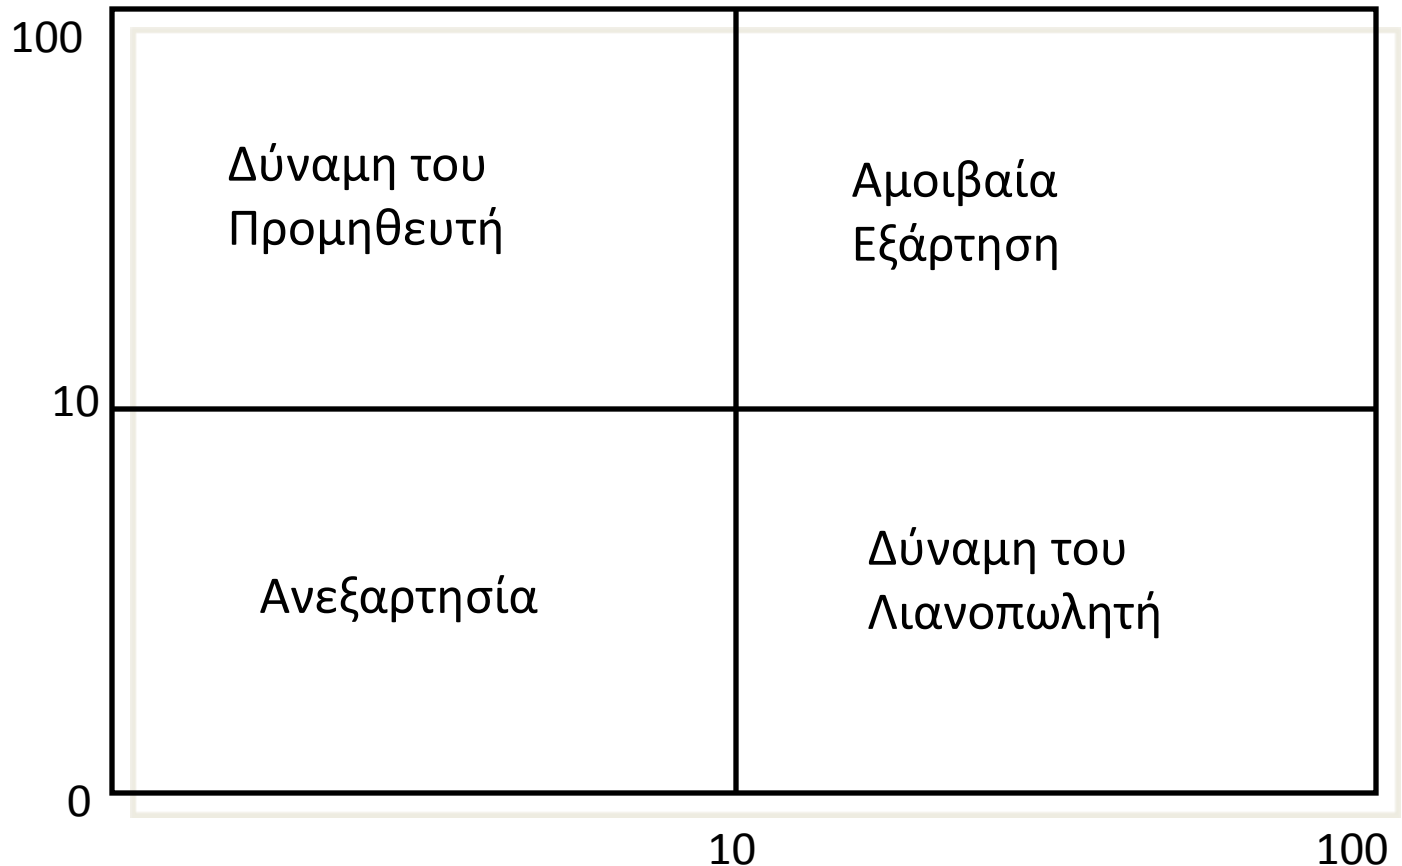 100
Δύναμη του
Προμηθευτή
Αμοιβαία
Εξάρτηση
10
Ανεξαρτησία
Δύναμη του
Λιανοπωλητή
0
10
100